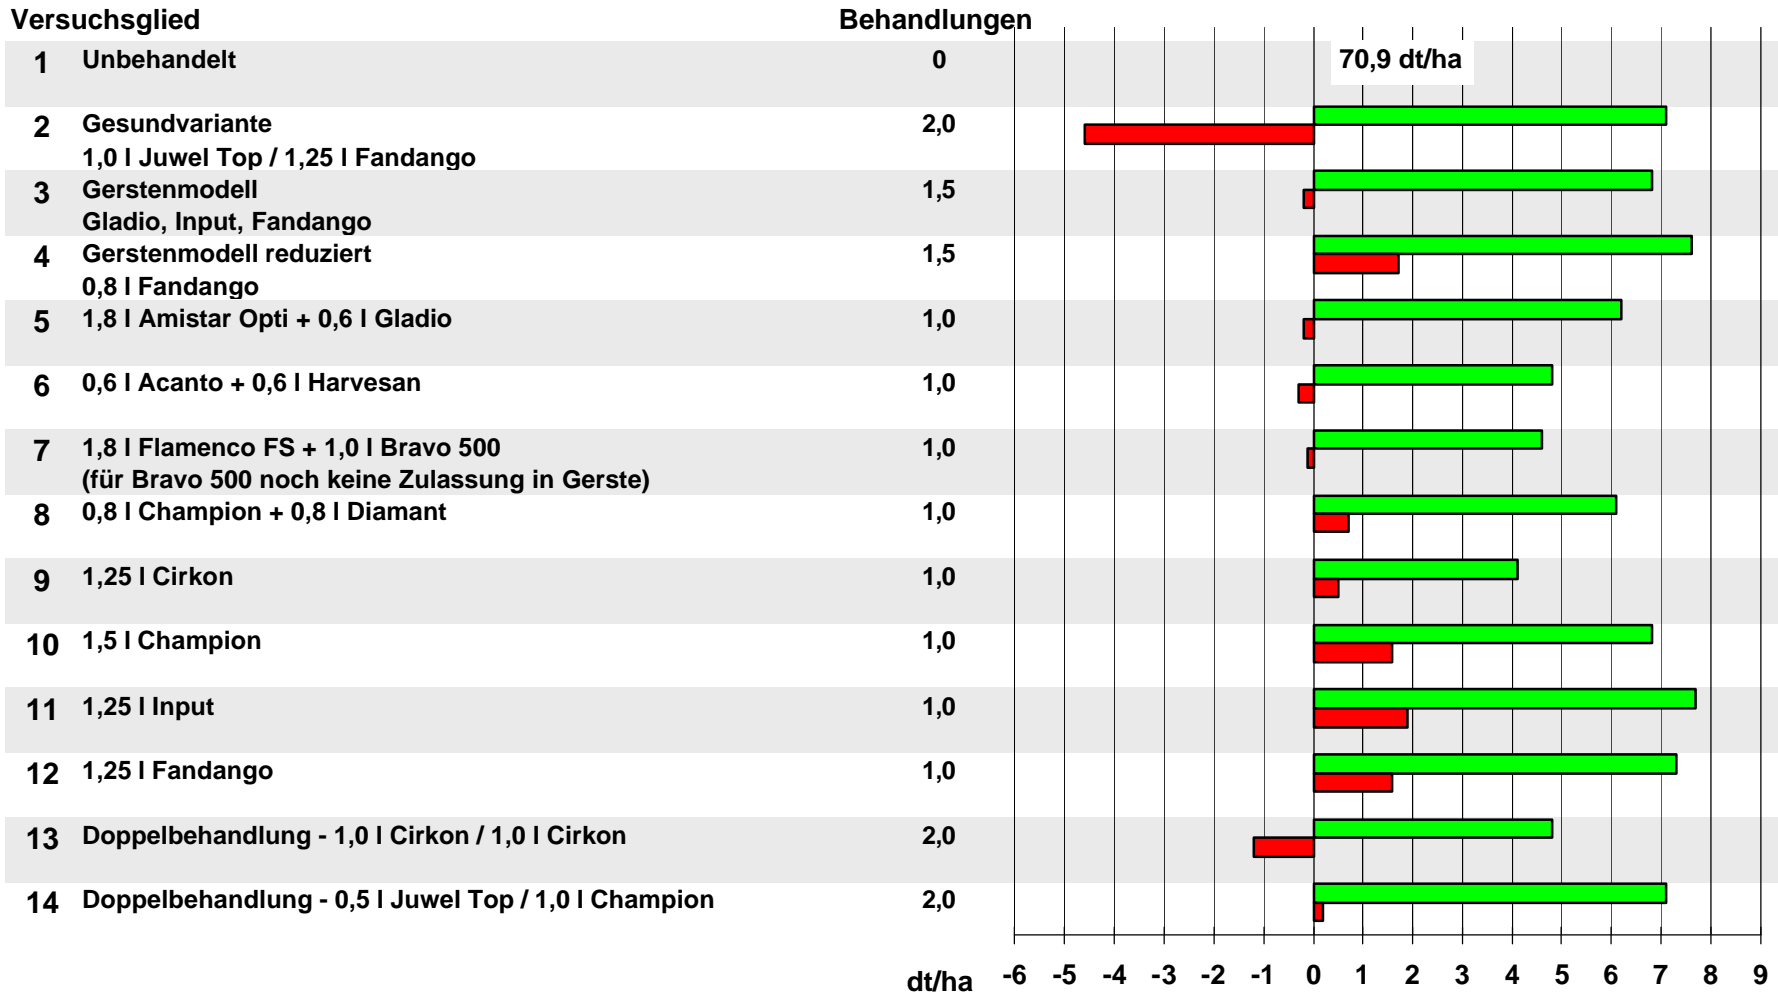 Versuchsglied Behandlungen
1 Unbehandelt 0 70,9 dt/ha
2 Gesundvariante 2,0
1,0 l Juwel Top / 1,25 l Fandango
3 Gerstenmodell 1,5
Gladio, Input, Fandango
4 Gerstenmodell reduziert 1,5
0,8 l Fandango
5 1,8 l Amistar Opti + 0,6 l Gladio 1,0
6 0,6 l Acanto + 0,6 l Harvesan 1,0
7 1,8 l Flamenco FS + 1,0 l Bravo 500 1,0
(für Bravo 500 noch keine Zulassung in Gerste)
8 0,8 l Champion + 0,8 l Diamant 1,0
9 1,25 l Cirkon 1,0
10 1,5 l Champion 1,0
11 1,25 l Input 1,0
12 1,25 l Fandango 1,0
13 Doppelbehandlung - 1,0 l Cirkon / 1,0 l Cirkon 2,0
14 Doppelbehandlung - 0,5 l Juwel Top / 1,0 l Champion 2,0
dt/ha -6 -5 -4 -3 -2 -1 0 1 2 3 4 5 6 7 8 9